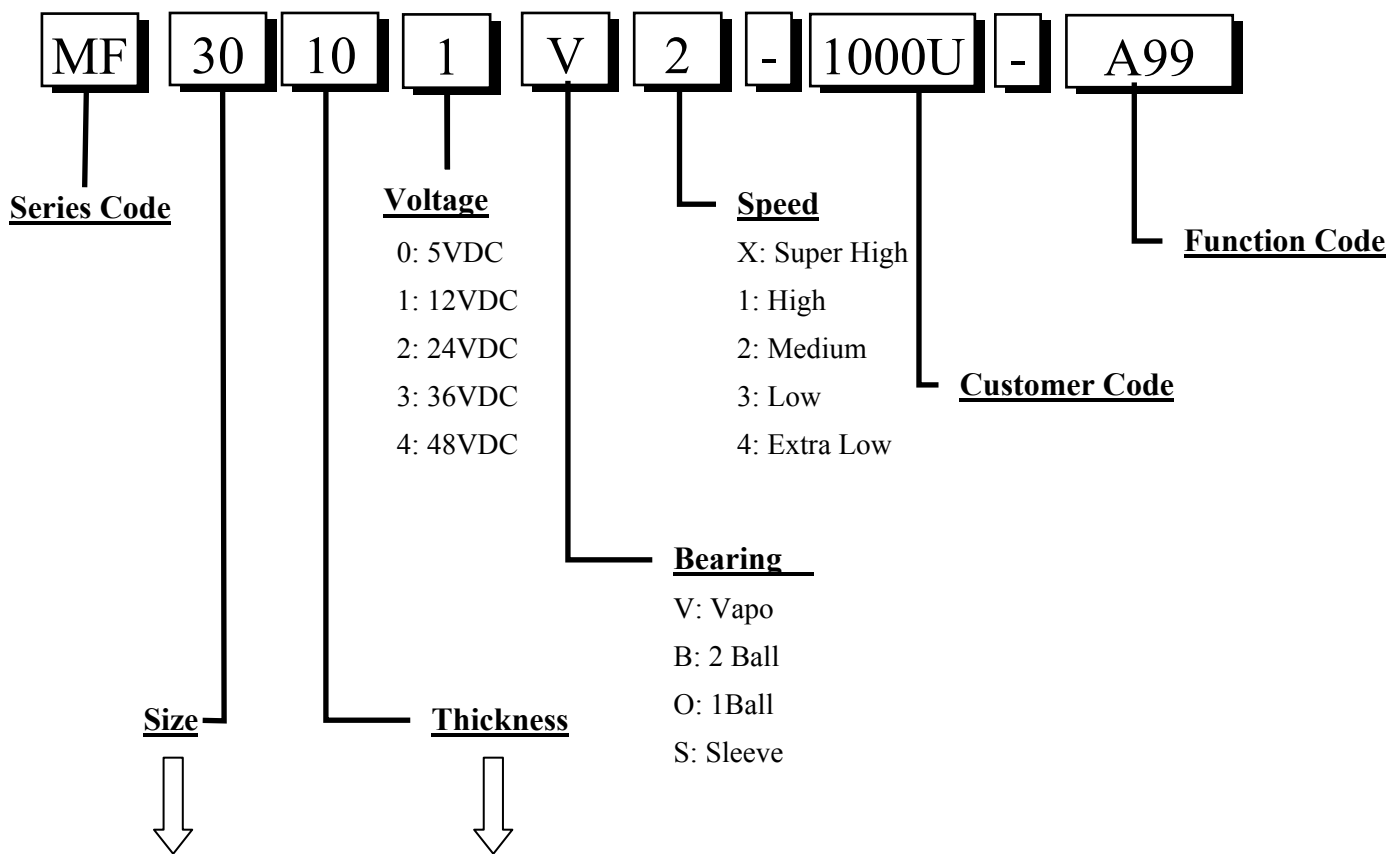 MF 30 10 1 V 2 - 1000U - A99
Series Code
Voltage
0: 5VDC
1: 12VDC
2: 24VDC
3: 36VDC
4: 48VDC
Speed
X: Super High
1: High
2: Medium
3: Low
4: Extra Low
Function Code
Customer Code
Bearing
V: Vapo
B: 2 Ball
O: 1Ball
S: Sleeve
Size
Thickness